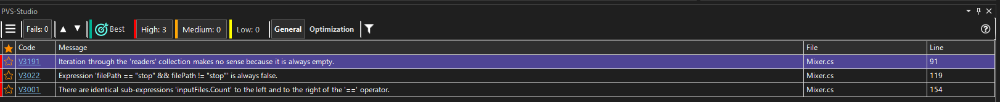 PVS-Studio
Fails: 0 Best High: 3 Medium: 0 Low: 0 General Optimization
Code Message File Line
V3191 Iteration through the 'readers' collection makes no sense because it is always empty. Mixer.cs 91
V3022 Expression 'filePath == "stop" && filePath != "stop"' is always false. Mixer.cs 119
V3001 There are identical sub-expressions 'inputFiles.Count' to the left and to the right of the '==' operator. Mixer.cs 154